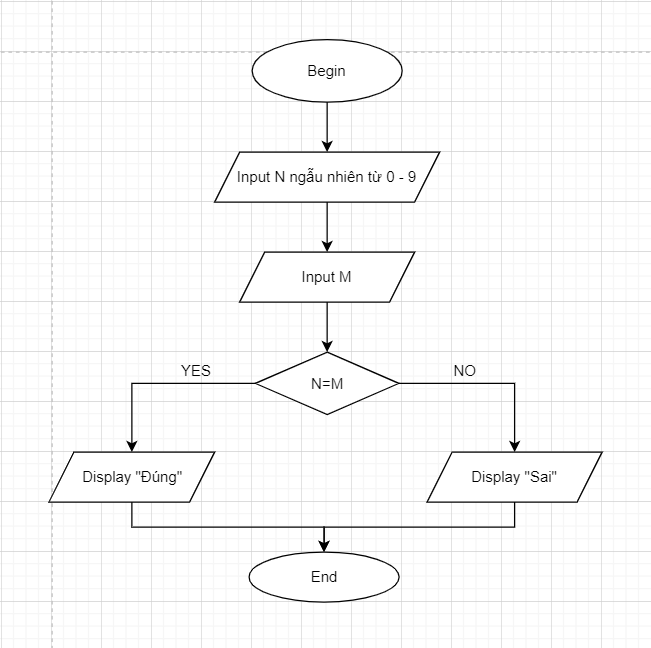 Begin
Input N ngẫu nhiên từ 0 - 9
Input M
YES
NO
N=M
Display "Đúng"
Display "Sai"
End